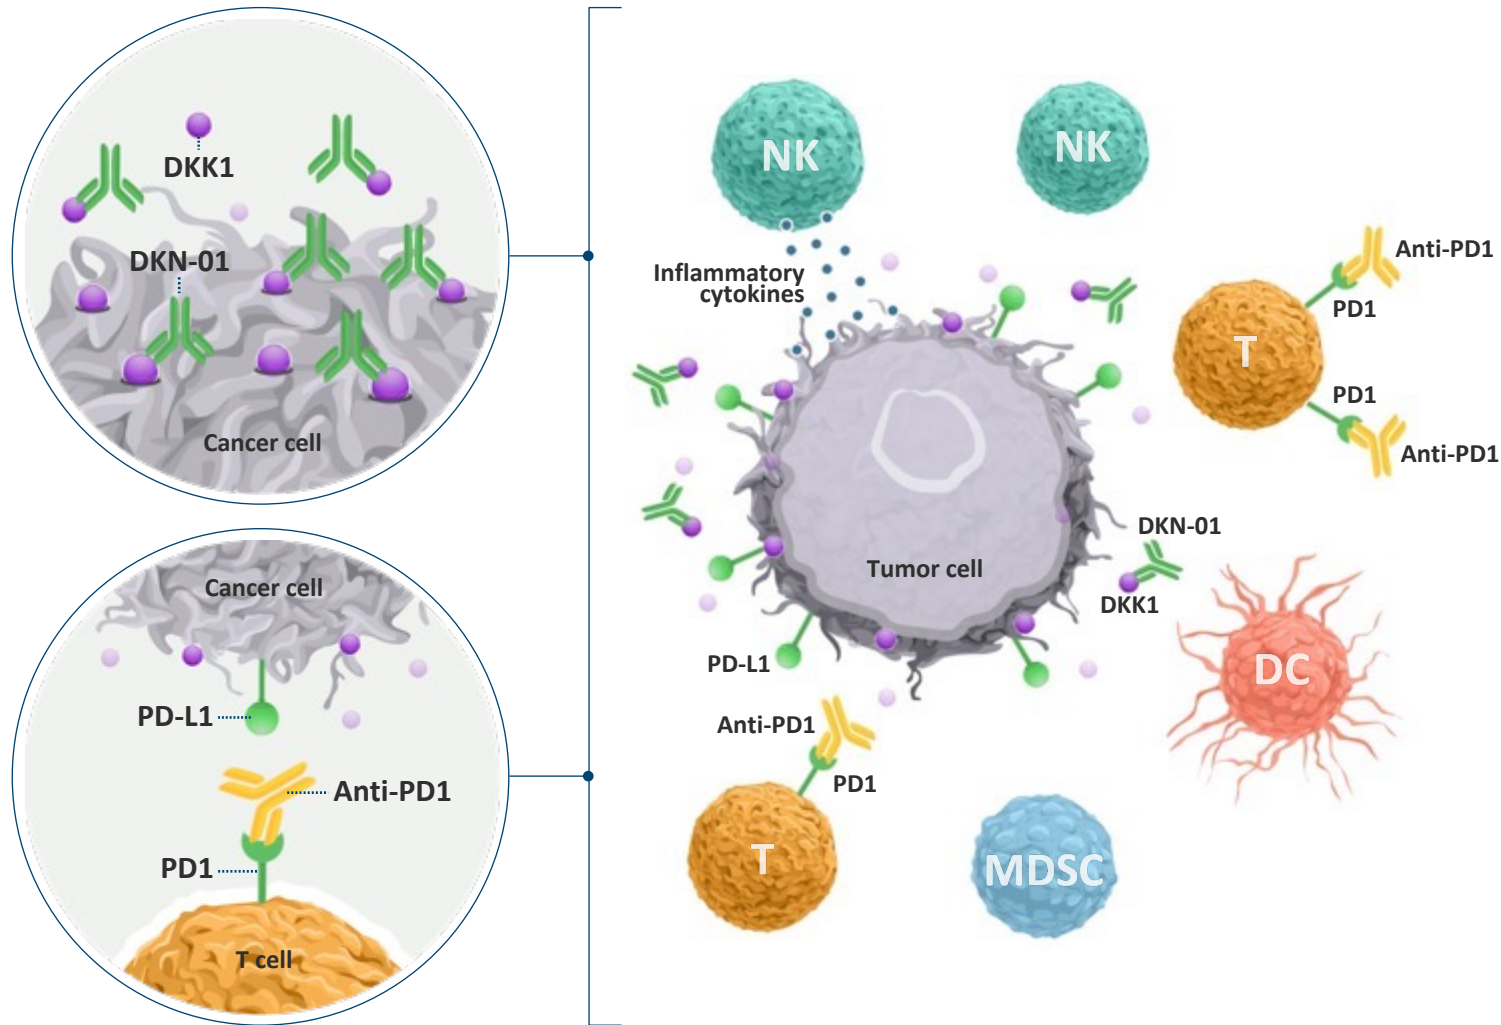 DKK1
DKN-01
Cancer cell
Cancer cell
PD-L1
Anti-PD1
PD1
T cell
NK
NK
Inflammatory
cytokines
Anti-PD1
PD1
T
PD1
Anti-PD1
Tumor cell
DKN-01
DKK1
PD-L1
DC
Anti-PD1
PD1
T
MDSC